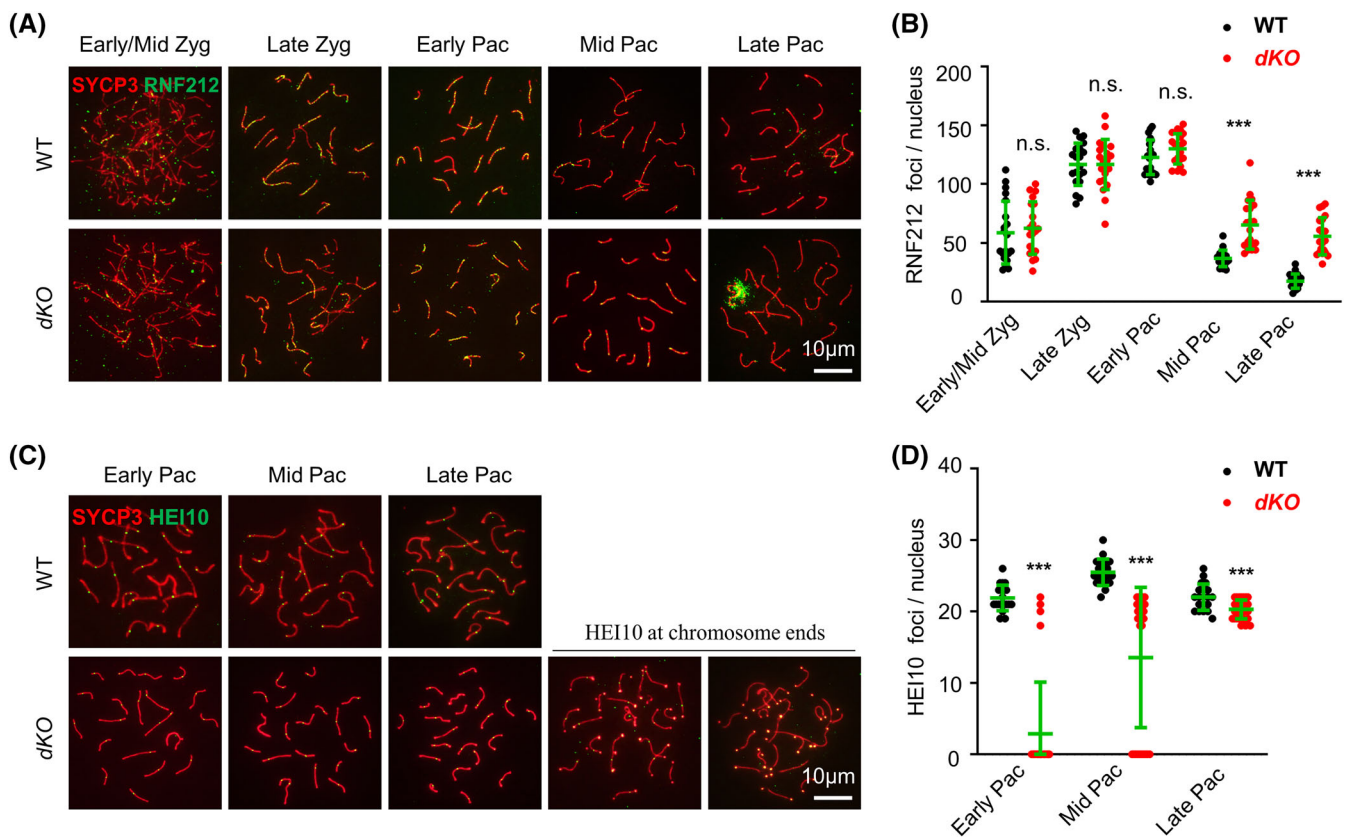 (A)
Early/Mid Zyg Late Zyg Early Pac Mid Pac Late Pac
SYCP3 RNF212
WT
dKO
10μm
(B)
WT
dKO
RNF212 foci / nucleus
200
150
100
50
0
n.s.
n.s.
n.s.
***
***
Early/Mid Zyg
Late Zyg
Early Pac
Mid Pac
Late Pac
(C)
Early Pac Mid Pac Late Pac
SYCP3 HEI10
WT
HEI10 at chromosome ends
dKO
10μm
(D)
WT
dKO
HEI10 foci / nucleus
40
30
20
10
0
***
***
***
Early Pac
Mid Pac
Late Pac